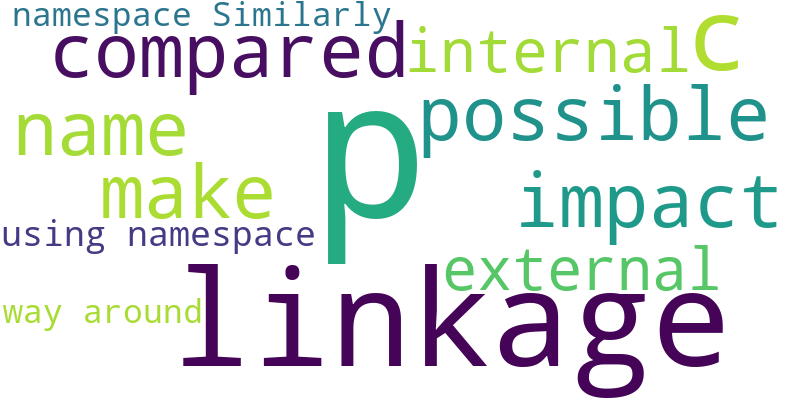 namespace Similarly
compared
internal
c
name
p
possible
make
impact
using namespace
external
linkage
way around